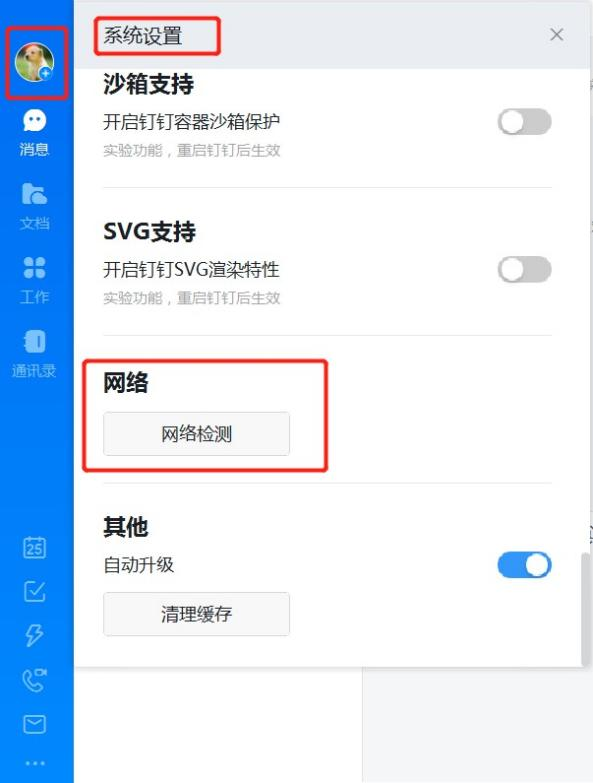 系统设置
沙箱支持
开启钉钉容器沙箱保护
实验功能，重启钉钉后生效
SVG支持
开启钉钉SVG渲染特性
实验功能，重启钉钉后生效
网络
网络检测
其他
自动升级
清理缓存
消息
文档
工作
通讯录
25